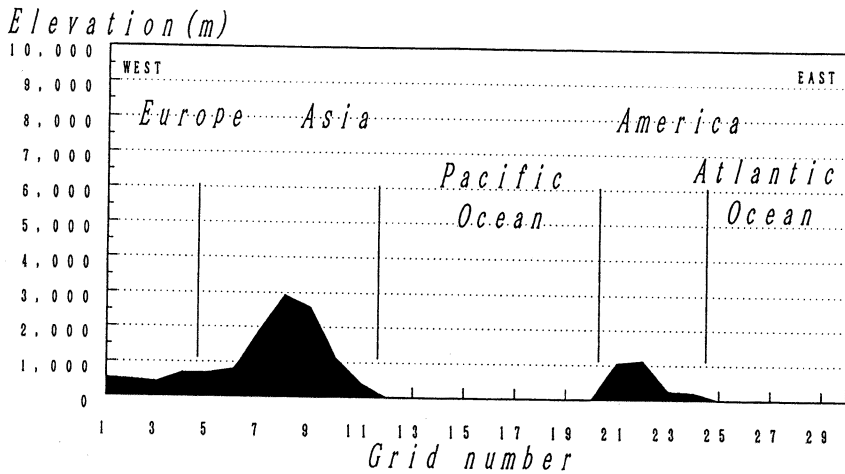 Elevation (m)
10,000
WEST
EAST
9,000
Europe Asia America
8,000
7,000
Pacific Atlantic
6,000
Ocean Ocean
5,000
4,000
3,000
2,000
1,000
0
1 3 5 7 9 11 13 15 17 19 21 23 25 27 29
Grid number